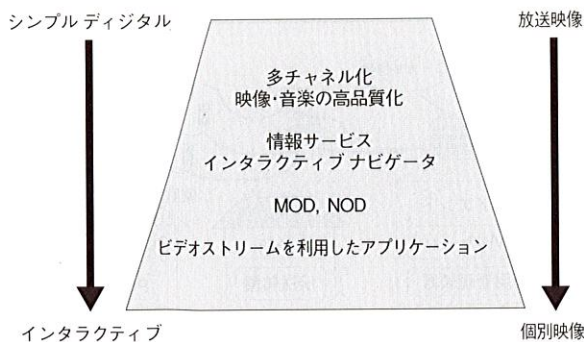 シンプル ディジタル
放送映像
多チャネル化
映像・音楽の高品質化
情報サービス
インタラクティブ ナビゲータ
MOD, NOD
ビデオストリームを利用したアプリケーション
インタラクティブ
個別映像